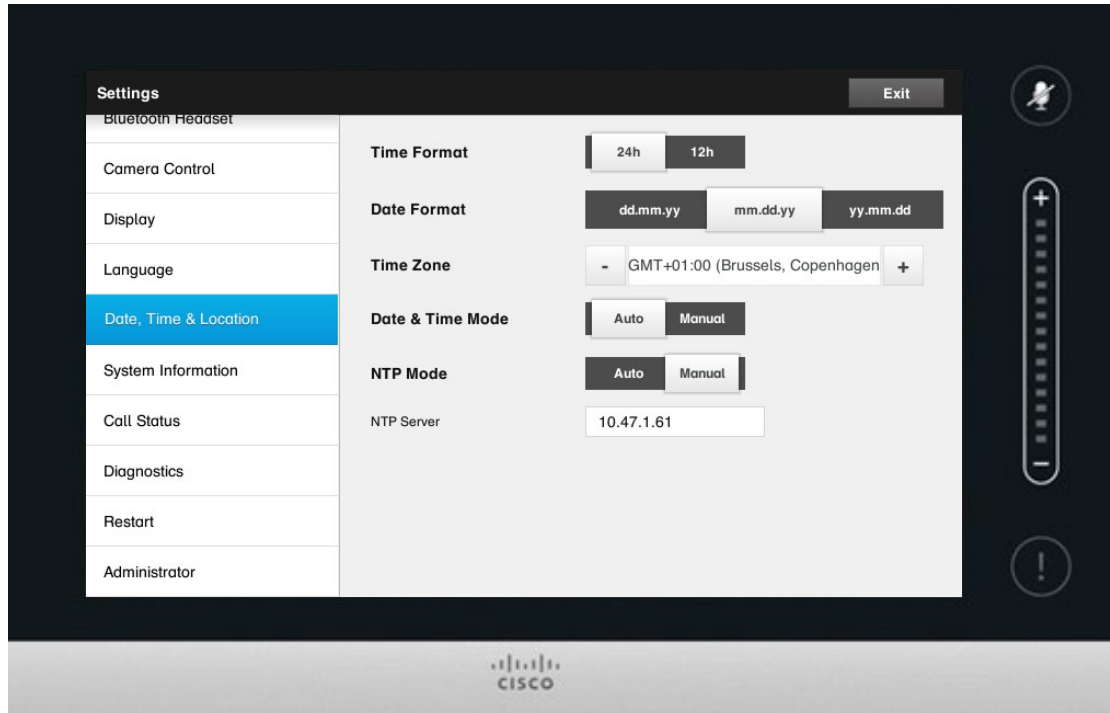 Settings
Exit
Bluetooth Headset
Camera Control
Display
Language
Date, Time & Location
System Information
Call Status
Diagnostics
Restart
Administrator
Time Format
24h 12h
Date Format
dd.mm.yy mm.dd.yy yy.mm.dd
Time Zone
- GMT+01:00 (Brussels, Copenhagen +
Date & Time Mode
Auto Manual
NTP Mode
Auto Manual
NTP Server
10.47.1.61
+
–
!
CISCO